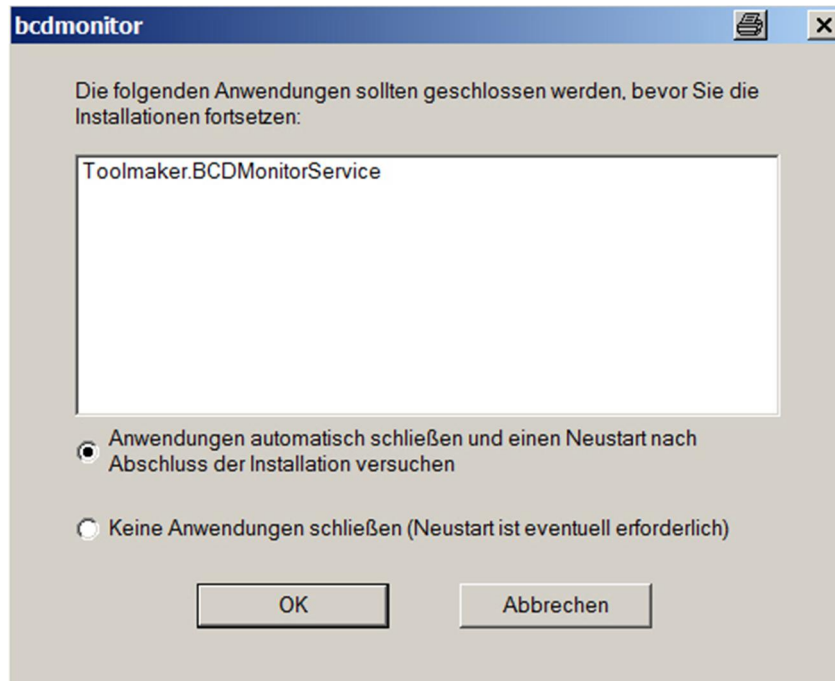 bcdmonitor
Die folgenden Anwendungen sollten geschlossen werden, bevor Sie die
Installationen fortsetzen:
Toolmaker.BCDMonitorService
Anwendungen automatisch schließen und einen Neustart nach
Abschluss der Installation versuchen
Keine Anwendungen schließen (Neustart ist eventuell erforderlich)
OK
Abbrechen